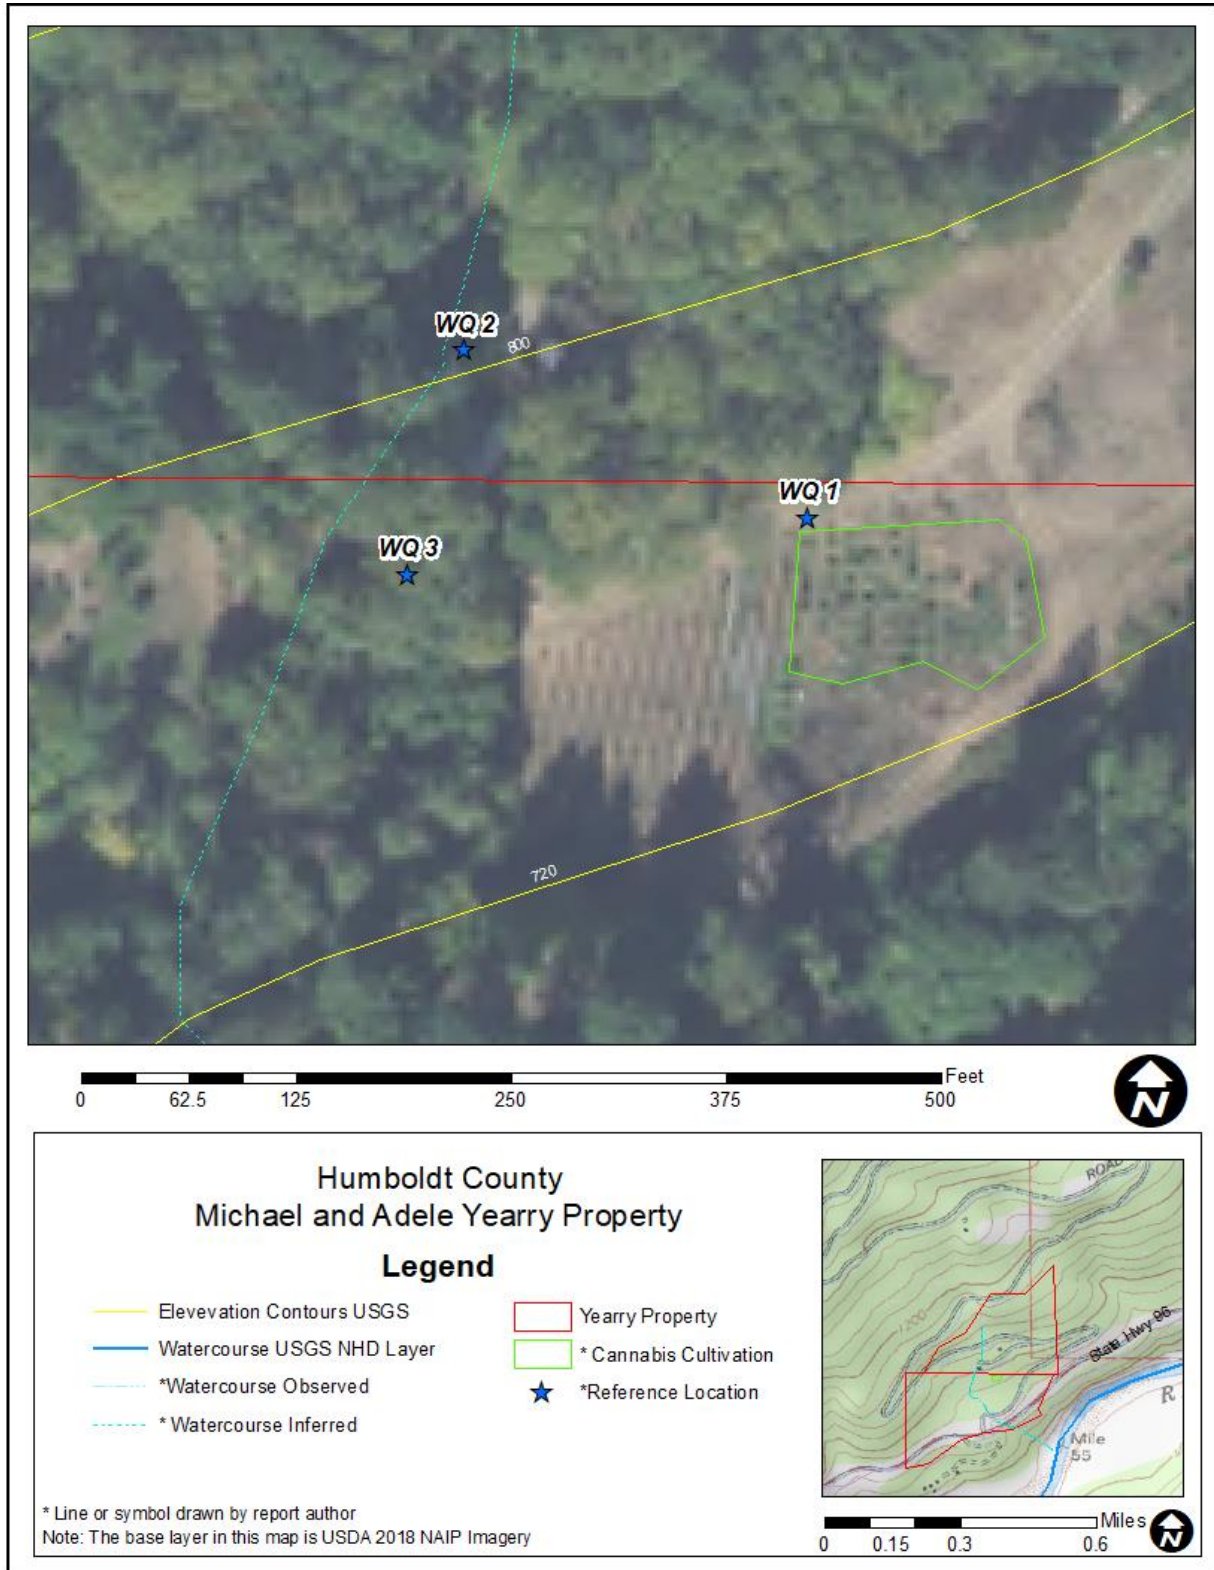 WQ 2
800
WQ 1
WQ 3
720
Feet
0 62.5 125 250 375 500
N
Humboldt County
Michael and Adele Yearry Property
Legend
Elevevation Contours USGS
Watercourse USGS NHD Layer
*Watercourse Observed
* Watercourse Inferred
Yearry Property
* Cannabis Cultivation
*Reference Location
* Line or symbol drawn by report author
Note: The base layer in this map is USDA 2018 NAIP Imagery
ROAD
1200
State Hwy 96
R
Mile
55
Miles
0 0.15 0.3 0.6
N